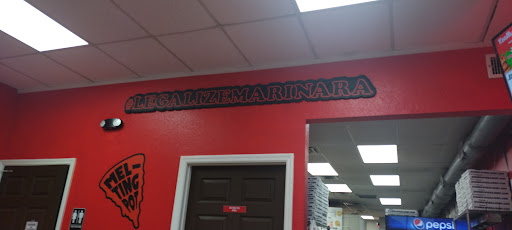 #LEGALIZEMARINARA
MEL-
TING
POT
pepsi